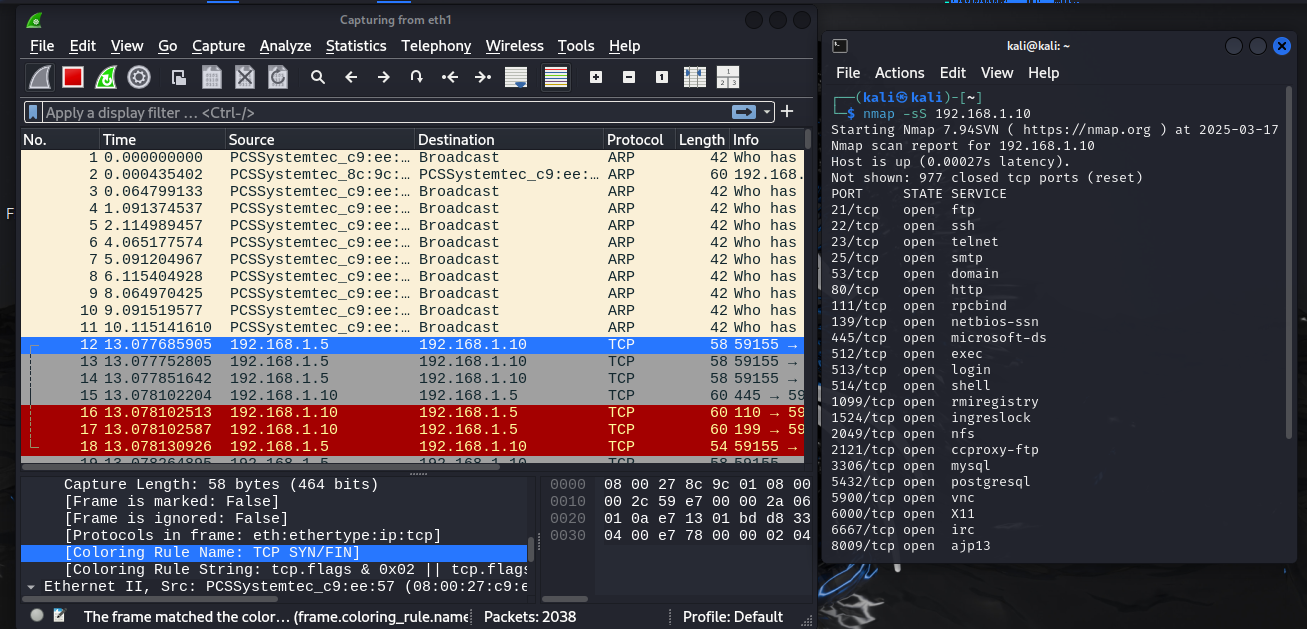 Capturing from eth1
File Edit View Go Capture Analyze Statistics Telephony Wireless Tools Help
Apply a display filter … <Ctrl-/>
No. Time Source Destination Protocol Length Info
1 0.000000000 PCSSystemtec_c9:ee:… Broadcast ARP 42 Who has
2 0.000435402 PCSSystemtec_8c:9c:… PCSSystemtec_c9:ee:… ARP 60 192.168.
3 0.064799133 PCSSystemtec_c9:ee:… Broadcast ARP 42 Who has
4 1.091374537 PCSSystemtec_c9:ee:… Broadcast ARP 42 Who has
5 2.114989457 PCSSystemtec_c9:ee:… Broadcast ARP 42 Who has
6 4.065177574 PCSSystemtec_c9:ee:… Broadcast ARP 42 Who has
7 5.091204967 PCSSystemtec_c9:ee:… Broadcast ARP 42 Who has
8 6.115404928 PCSSystemtec_c9:ee:… Broadcast ARP 42 Who has
9 8.064970425 PCSSystemtec_c9:ee:… Broadcast ARP 42 Who has
10 9.091519577 PCSSystemtec_c9:ee:… Broadcast ARP 42 Who has
11 10.115141610 PCSSystemtec_c9:ee:… Broadcast ARP 42 Who has
12 13.077685905 192.168.1.5 192.168.1.10 TCP 58 59155 →
13 13.077752805 192.168.1.5 192.168.1.10 TCP 58 59155 →
14 13.077851642 192.168.1.5 192.168.1.10 TCP 58 59155 →
15 13.078102204 192.168.1.10 192.168.1.5 TCP 60 445 → 59
16 13.078102513 192.168.1.10 192.168.1.5 TCP 60 110 → 59
17 13.078102587 192.168.1.10 192.168.1.5 TCP 60 199 → 59
18 13.078130926 192.168.1.5 192.168.1.10 TCP 54 59155 →
19 13.078264895 192.168.1.5 192.168.1.10 TCP 58 59155
Capture Length: 58 bytes (464 bits)
[Frame is marked: False]
[Frame is ignored: False]
[Protocols in frame: eth:ethertype:ip:tcp]
[Coloring Rule Name: TCP SYN/FIN]
[Coloring Rule String: tcp.flags & 0x02 || tcp.flags
Ethernet II, Src: PCSSystemtec_c9:ee:57 (08:00:27:c9:e
0000 08 00 27 8c 9c 01 08 00
0010 00 2c 59 e7 00 00 2a 06
0020 01 0a e7 13 01 bd d8 33
0030 04 00 e7 78 00 00 02 04
The frame matched the color… (frame.coloring_rule.name
Packets: 2038
Profile: Default
F
kali@kali: ~
File Actions Edit View Help
┌──(kali㉿kali)-[~]
└─$ nmap -sS 192.168.1.10
Starting Nmap 7.94SVN ( https://nmap.org ) at 2025-03-17
Nmap scan report for 192.168.1.10
Host is up (0.00027s latency).
Not shown: 977 closed tcp ports (reset)
PORT STATE SERVICE
21/tcp open ftp
22/tcp open ssh
23/tcp open telnet
25/tcp open smtp
53/tcp open domain
80/tcp open http
111/tcp open rpcbind
139/tcp open netbios-ssn
445/tcp open microsoft-ds
512/tcp open exec
513/tcp open login
514/tcp open shell
1099/tcp open rmiregistry
1524/tcp open ingreslock
2049/tcp open nfs
2121/tcp open ccproxy-ftp
3306/tcp open mysql
5432/tcp open postgresql
5900/tcp open vnc
6000/tcp open X11
6667/tcp open irc
8009/tcp open ajp13